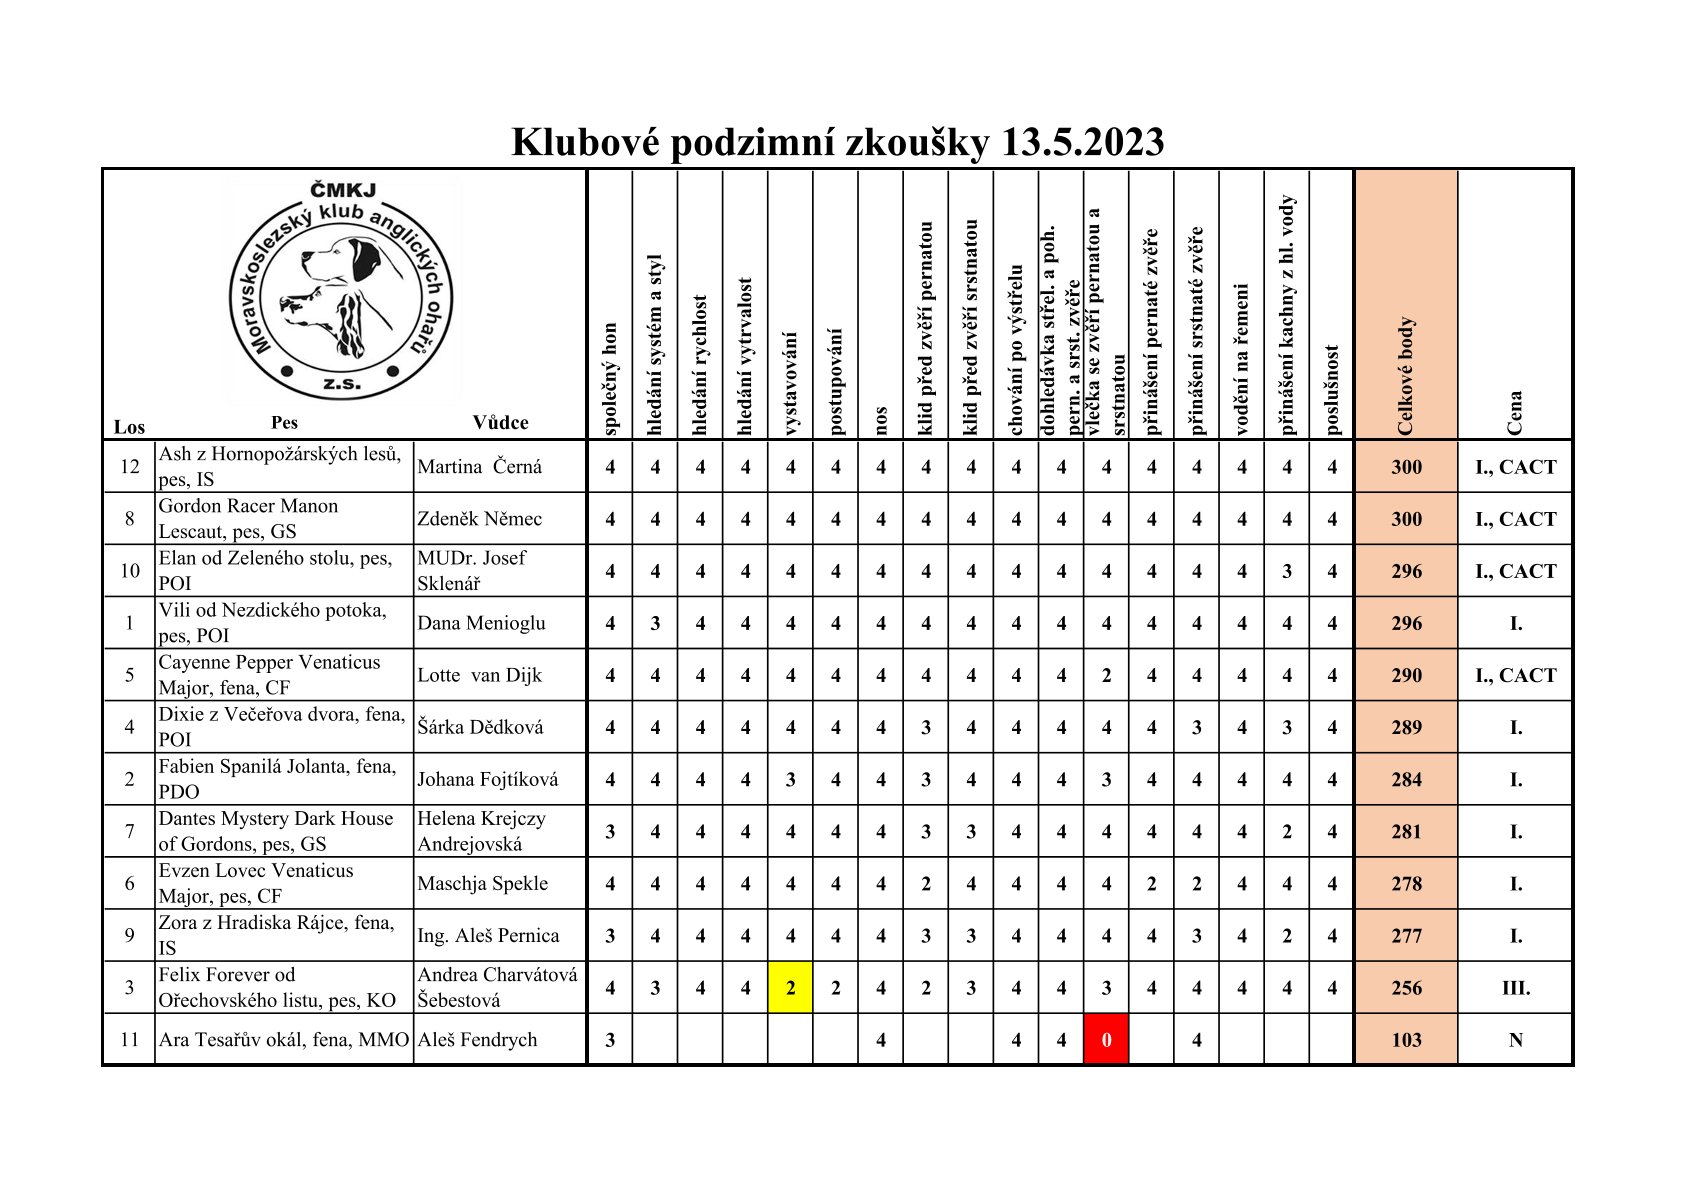 Klubové podzimní zkoušky 13.5.2023
ČMKJ
Moravskoslezský klub anglických ohařů
z.s.
Los Pes Vůdce
společný hon
hledání systém a styl
hledání rychlost
hledání vytrvalost
vystavování
postupování
nos
klid před zvěří pernatou
klid před zvěří srstnatou
chování po výstřelu
dohledávka střel. a poh.
pern. a srst. zvěře
vlečka se zvěří pernatou a
srstnatou
přinášení pernaté zvěře
přinášení srstnaté zvěře
vodění na řemeni
přinášení kachny z hl. vody
poslušnost
Celkové body
Cena
12 Ash z Hornopožárských lesů,
pes, IS Martina Černá 4 4 4 4 4 4 4 4 4 4 4 4 4 4 4 4 4 300 I., CACT
8 Gordon Racer Manon
Lescaut, pes, GS Zdeněk Němec 4 4 4 4 4 4 4 4 4 4 4 4 4 4 4 4 4 300 I., CACT
10 Elan od Zeleného stolu, pes,
POI MUDr. Josef
Sklenář 4 4 4 4 4 4 4 4 4 4 4 4 4 4 4 3 4 296 I., CACT
1 Vili od Nezdického potoka,
pes, POI Dana Menioglu 4 3 4 4 4 4 4 4 4 4 4 4 4 4 4 4 4 296 I.
5 Cayenne Pepper Venaticus
Major, fena, CF Lotte van Dijk 4 4 4 4 4 4 4 4 4 4 4 2 4 4 4 4 4 290 I., CACT
4 Dixie z Večeřova dvora, fena,
POI Šárka Dědková 4 4 4 4 4 4 4 3 4 4 4 4 4 3 4 3 4 289 I.
2 Fabien Spanilá Jolanta, fena,
PDO Johana Fojtíková 4 4 4 4 3 4 4 3 4 4 4 3 4 4 4 4 4 284 I.
7 Dantes Mystery Dark House
of Gordons, pes, GS Helena Krejczy
Andrejovská 3 4 4 4 4 4 4 3 3 4 4 4 4 4 4 2 4 281 I.
6 Evzen Lovec Venaticus
Major, pes, CF Maschja Spekle 4 4 4 4 4 4 4 2 4 4 4 4 2 2 4 4 4 278 I.
9 Zora z Hradiska Rájce, fena,
IS Ing. Aleš Pernica 3 4 4 4 4 4 4 3 3 4 4 4 4 3 4 2 4 277 I.
3 Felix Forever od
Ořechovského listu, pes, KO Andrea Charvátová
Šebestová 4 3 4 4 2 2 4 2 3 4 4 3 4 4 4 4 4 256 III.
11 Ara Tesařův okál, fena, MMO Aleš Fendrych 3 4 4 4 0 4 103 N